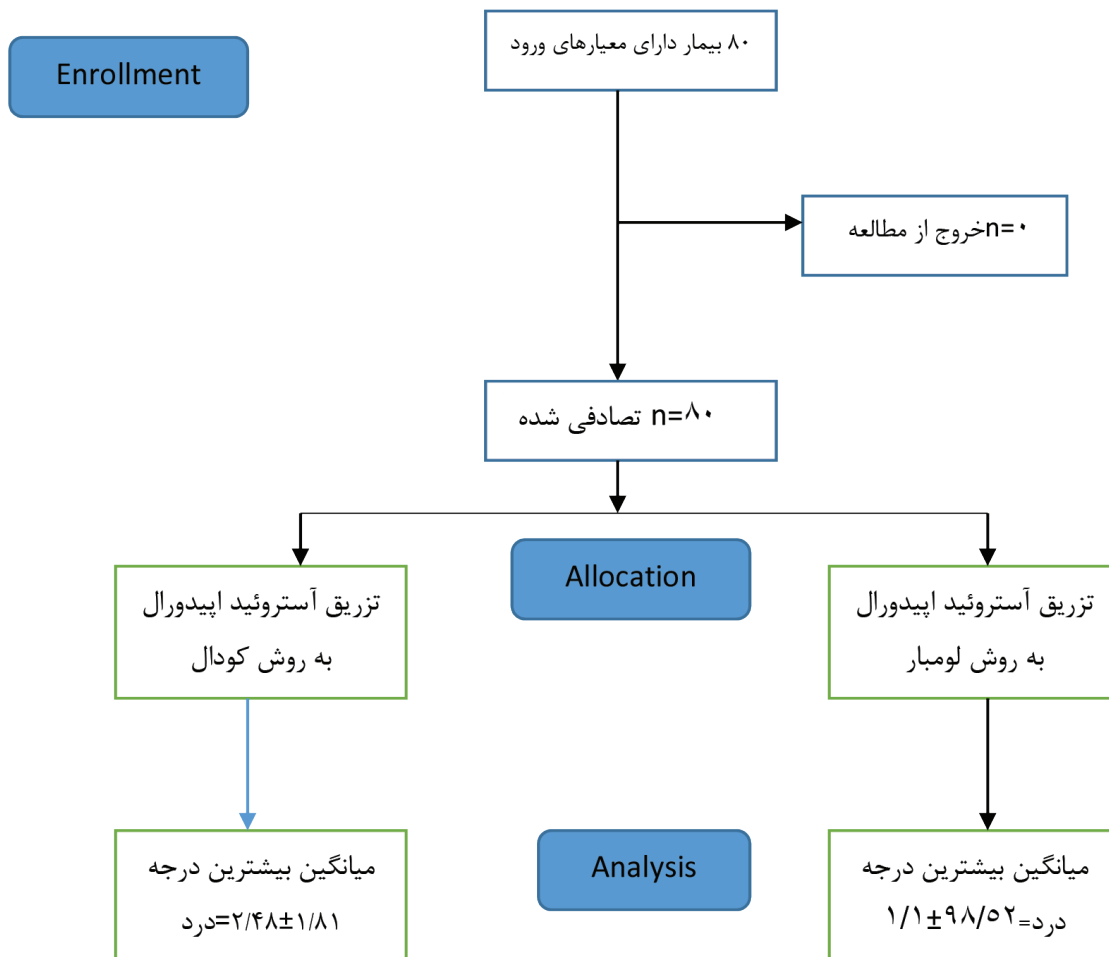 Enrollment
۸۰ بیمار دارای معیارهای ورود
n=۰خروج از مطالعه
n=۸۰ تصادفی شده
Allocation
تزریق آستروئید اپیدورال
به روش کودال
تزریق آستروئید اپیدورال
به روش لومبار
Analysis
میانگین بیشترین درجه
درد=۲/۴۸±۱/۸۱
میانگین بیشترین درجه
درد=۱/۱±۹۸/۵۲